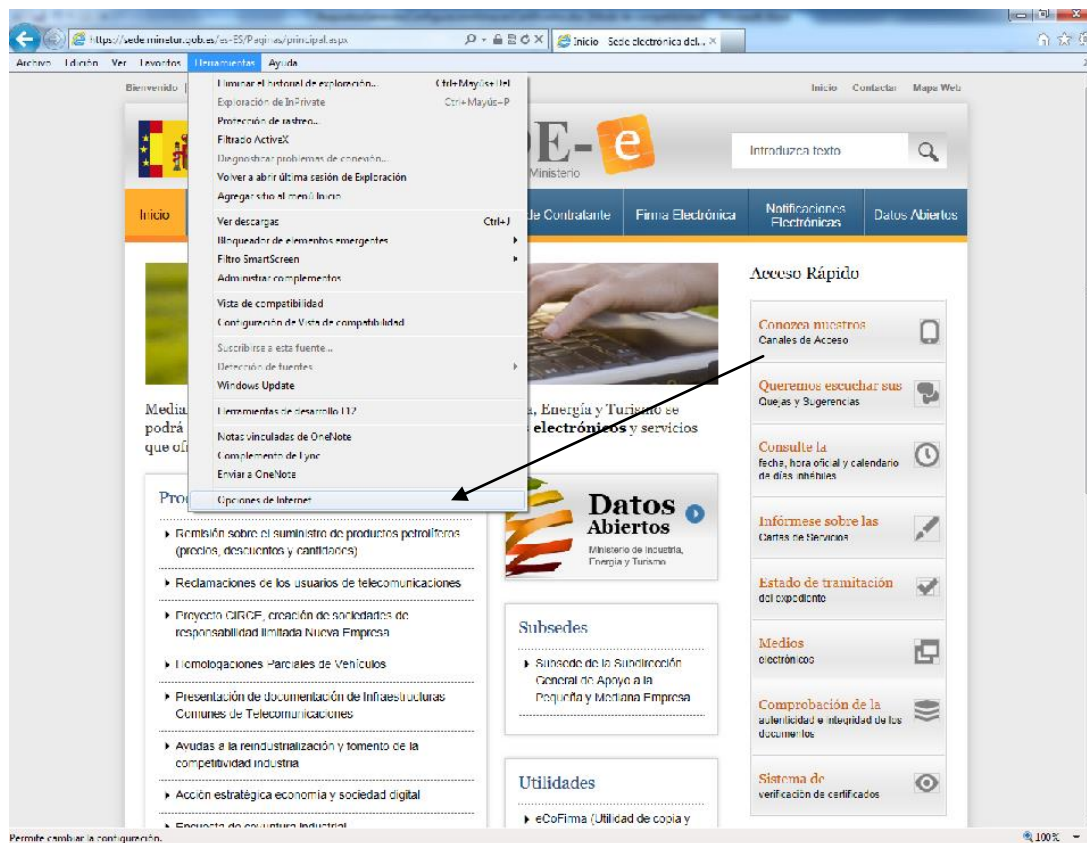 https://sede.minetur.gob.es/es-ES/Paginas/principal.aspx
Inicio - Sede electrónica del...
Archivo Edición Ver Favoritos Herramientas Ayuda
Bienvenido |
Inicio Contactar Mapa Web
Eliminar el historial de exploración... Ctrl+Mayús+Del
Exploración de InPrivate Ctrl+Mayús+P
Protección de rastreo...
Filtrado ActiveX
Diagnosticar problemas de conexión...
Volver a abrir última sesión de Exploración
Agregar sitio al menú Inicio
Ver descargas Ctrl+J
Bloqueador de elementos emergentes
Filtro SmartScreen
Administrar complementos
Vista de compatibilidad
Configuración de Vista de compatibilidad
Suscribirse a esta fuente...
Detección de fuentes
Windows Update
Herramientas de desarrollo F12
Notas vinculadas de OneNote
Complemento de Lync
Enviar a OneNote
Opciones de Internet
DE-e
Ministerio
Introduzca texto
Inicio
de Contratante
Firma Electrónica
Notificaciones
Electrónicas
Datos Abiertos
Media
podrá
que of
a, Energía y Turismo se
s electrónicos y servicios
Pro
Remisión sobre el suministro de productos petrolíferos
(precios, descuentos y cantidades)
Reclamaciones de los usuarios de telecomunicaciones
Proyecto CIRCE, creación de sociedades de
responsabilidad limitada Nueva Empresa
Homologaciones Parciales de Vehículos
Presentación de documentación de Infraestructuras
Comunes de Telecomunicaciones
Ayudas a la reindustrialización y fomento de la
competitividad industria
Acción estratégica economía y sociedad digital
Encuesta de coyuntura industrial
Datos
Abiertos
Ministerio de Industria,
Energía y Turismo
Subsedes
Subsede de la Subdirección
General de Apoyo a la
Pequeña y Mediana Empresa
Utilidades
eCoFirma (Utilidad de copia y
Acceso Rápido
Conozca nuestros
Canales de Acceso
Queremos escuchar sus
Quejas y Sugerencias
Consulte la
fecha, hora oficial y calendario
de días inhábiles
Infórmese sobre las
Cartas de Servicios
Estado de tramitación
del expediente
Medios
electrónicos
Comprobación de la
autenticidad e integridad de los
documentos
Sistema de
verificación de certificados
Permite cambiar la configuración.
100%